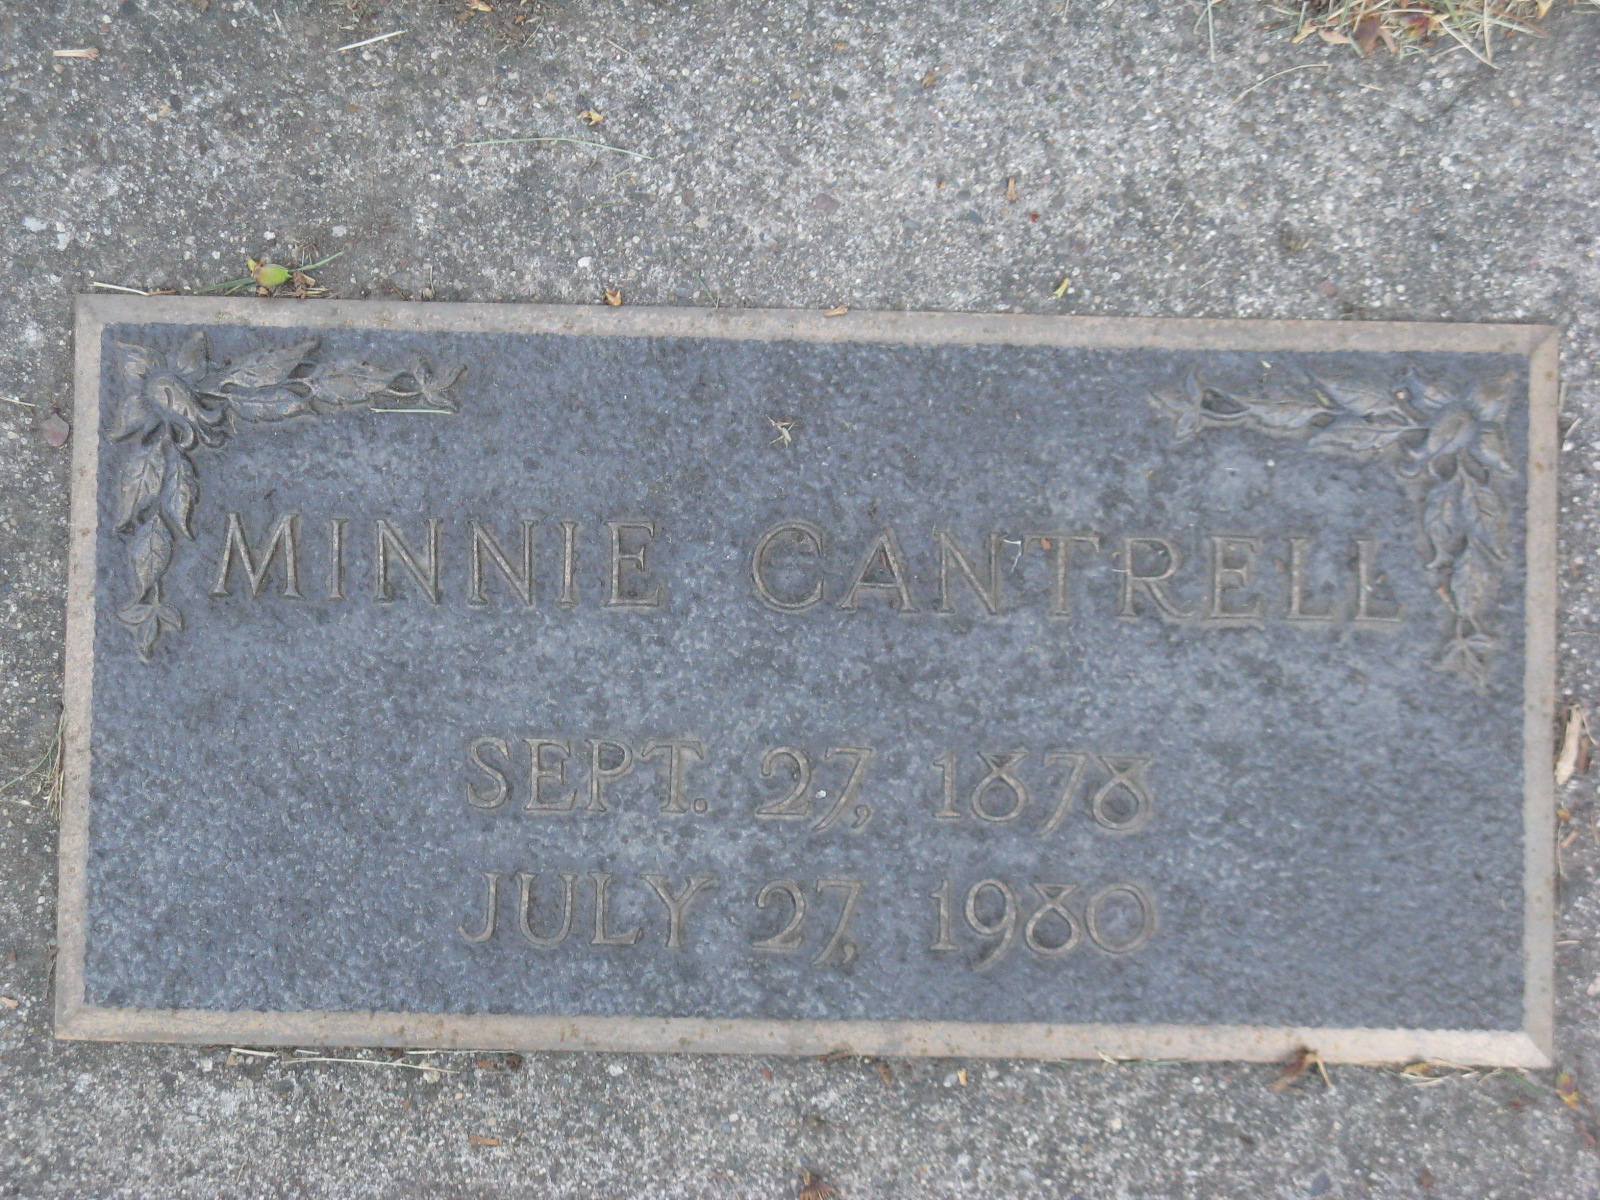 MINNIE CANTRELL
SEPT. 27, 1878
JULY 27, 1980